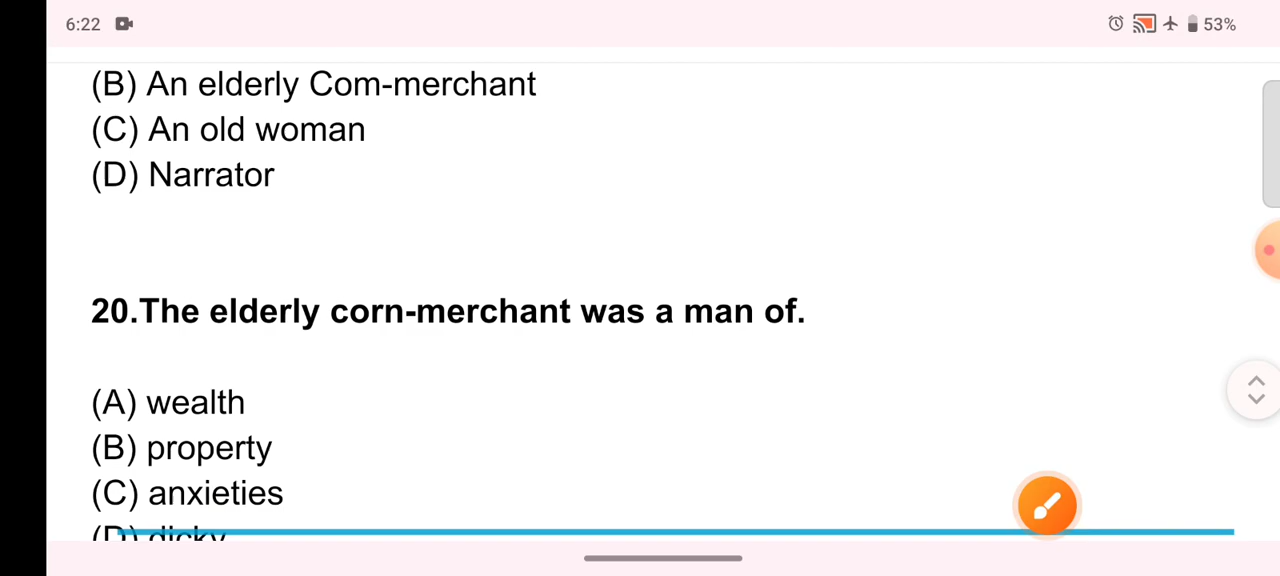 6:22
53%
(B) An elderly Com-merchant
(C) An old woman
(D) Narrator
20.The elderly corn-merchant was a man of.
(A) wealth
(B) property
(C) anxieties
(D) dicky